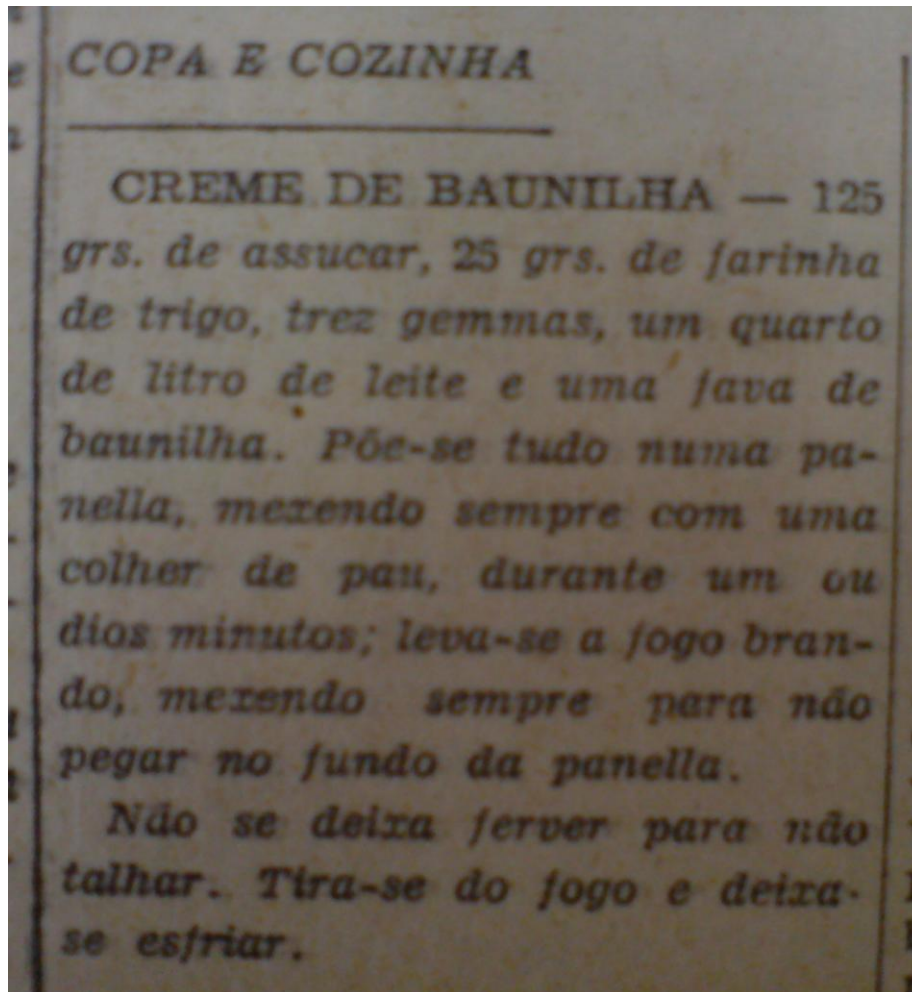 COPA E COZINHA
CREME DE BAUNILHA — 125
grs. de assucar, 25 grs. de farinha
de trigo, trez gemmas, um quarto
de litro de leite e uma fava de
baunilha. Põe-se tudo numa pa-
nella, mexendo sempre com uma
colher de pau, durante um ou
dios minutos; leva-se a fogo bran-
do, mexendo sempre para não
pegar no fundo da panella.
Não se deixa ferver para não
talhar. Tira-se do fogo e deixa-
se esfriar.